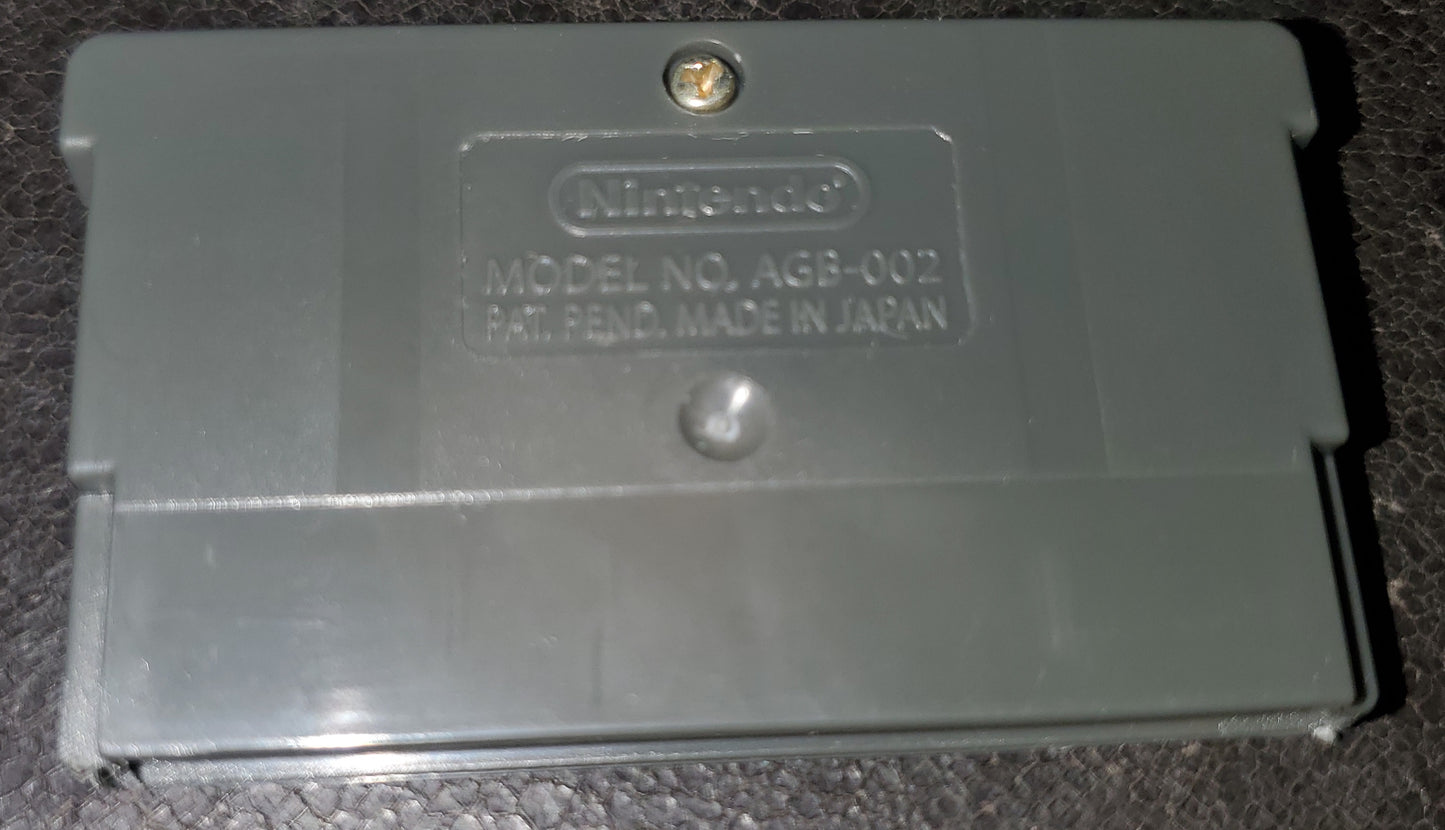 Nintendo
MODEL NO. AGB-002
PAT. PEND. MADE IN JAPAN